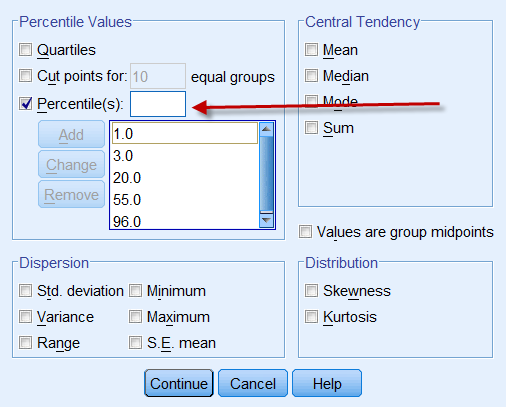 Percentile Values
Quartiles
Cut points for: 10 equal groups
Percentile(s):
Add
Change
Remove
1.0
3.0
20.0
55.0
96.0
Central Tendency
Mean
Median
Mode
Sum
Values are group midpoints
Dispersion
Std. deviation Minimum
Variance Maximum
Range S.E. mean
Distribution
Skewness
Kurtosis
Continue Cancel Help